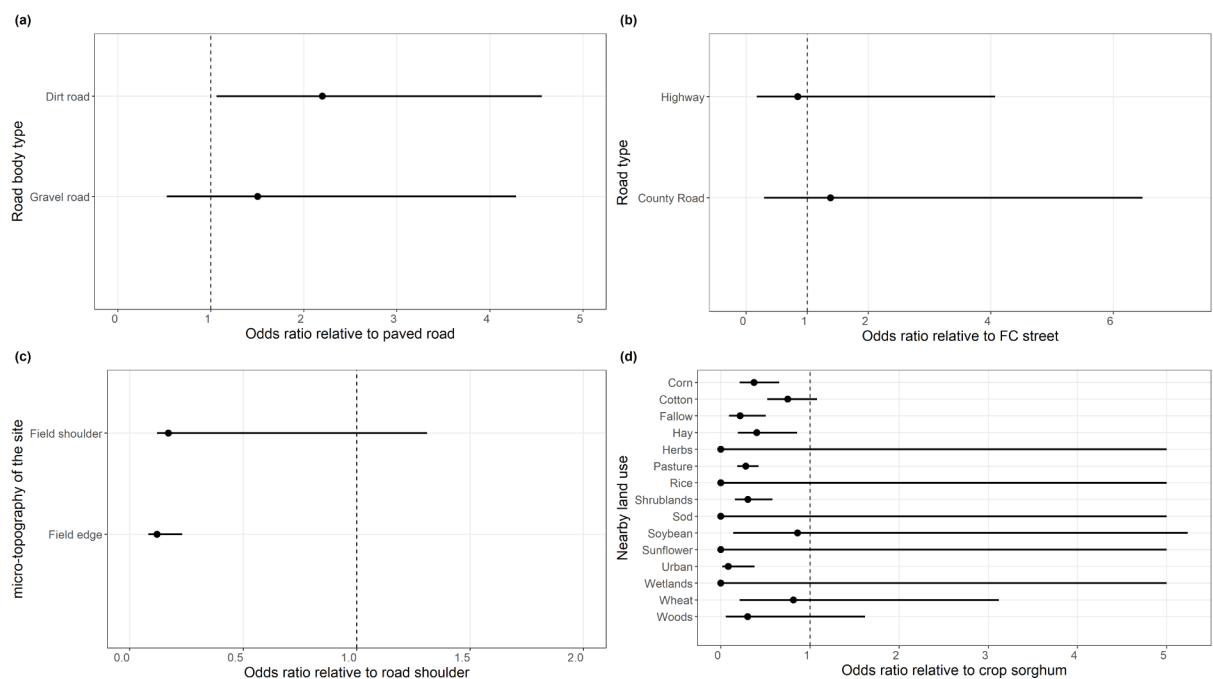 (a)
Road body type
Dirt road
Gravel road
0 1 2 3 4 5
Odds ratio relative to paved road
(b)
Road type
Highway
County Road
0 1 2 4 6
Odds ratio relative to FC street
(c)
micro-topography of the site
Field shoulder
Field edge
0.0 0.5 1.0 1.5 2.0
Odds ratio relative to road shoulder
(d)
Nearby land use
Corn
Cotton
Fallow
Hay
Herbs
Pasture
Rice
Shrublands
Sod
Soybean
Sunflower
Urban
Wetlands
Wheat
Woods
0 1 2 3 4 5
Odds ratio relative to crop sorghum